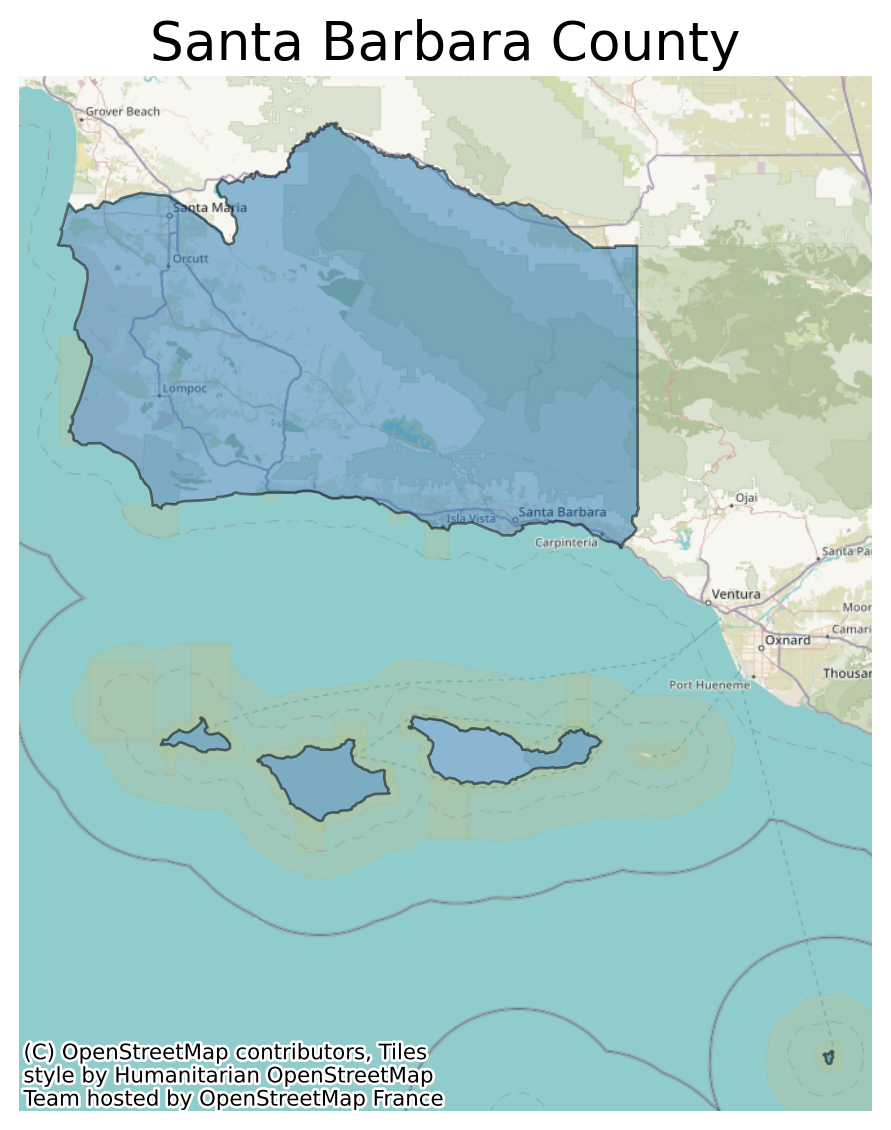 Santa Barbara County
Grover Beach
Santa Maria
Orcutt
Lompoc
Ojai
Santa Barbara
Isla Vista
Carpinteria
Santa Pa
Ventura
Moor
Camari
Oxnard
Thousan
Port Hueneme
(C) OpenStreetMap contributors, Tiles
style by Humanitarian OpenStreetMap
Team hosted by OpenStreetMap France